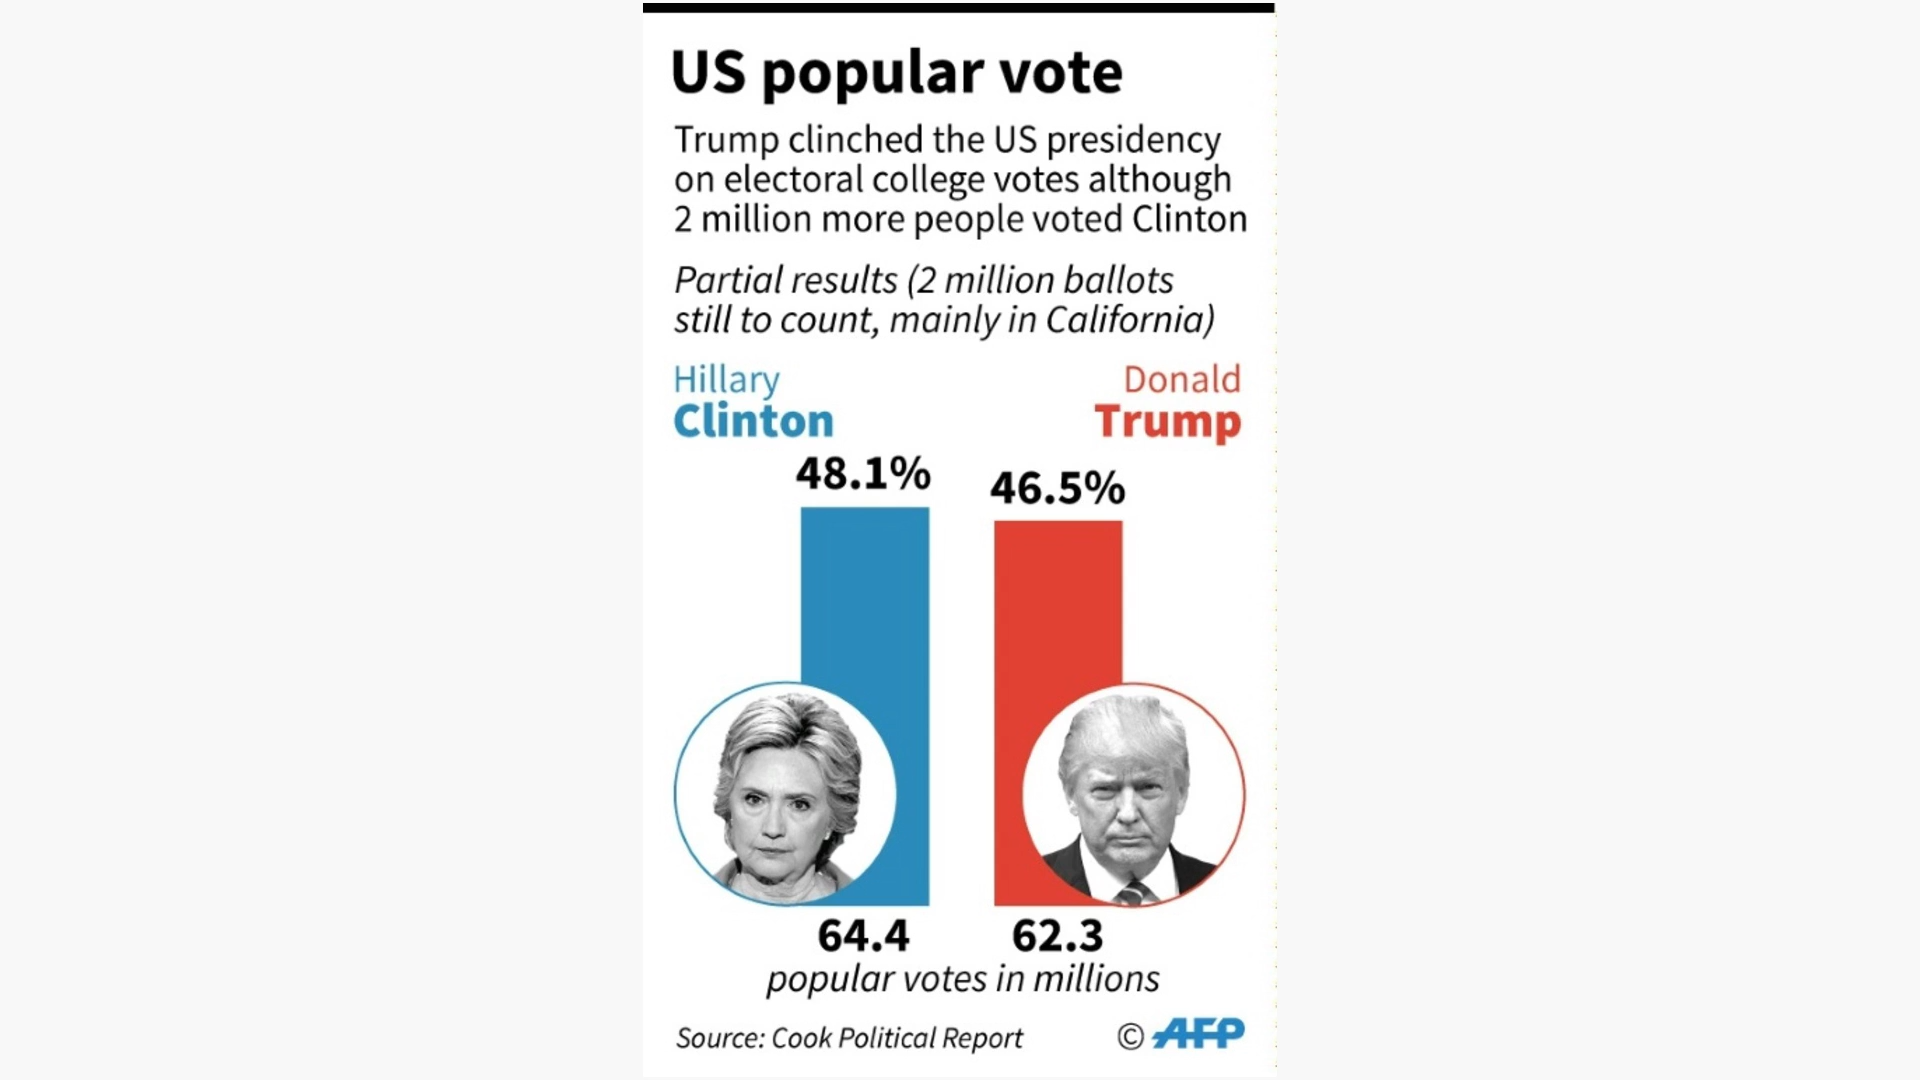 US popular vote
Trump clinched the US presidency
on electoral college votes although
2 million more people voted Clinton
Partial results (2 million ballots
still to count, mainly in California)
Hillary
Clinton
Donald
Trump
48.1%
46.5%
64.4
62.3
popular votes in millions
Source: Cook Political Report
© AFP